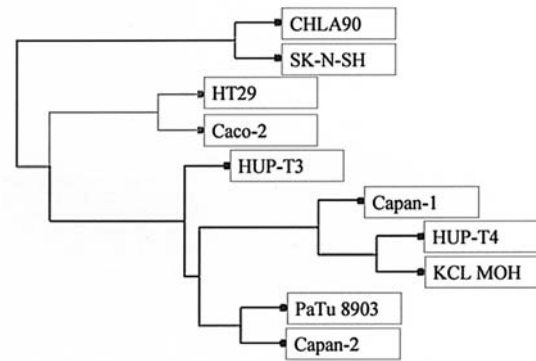 CHLA90
SK-N-SH
HT29
Caco-2
HUP-T3
Capan-1
HUP-T4
KCL MOH
PaTu 8903
Capan-2